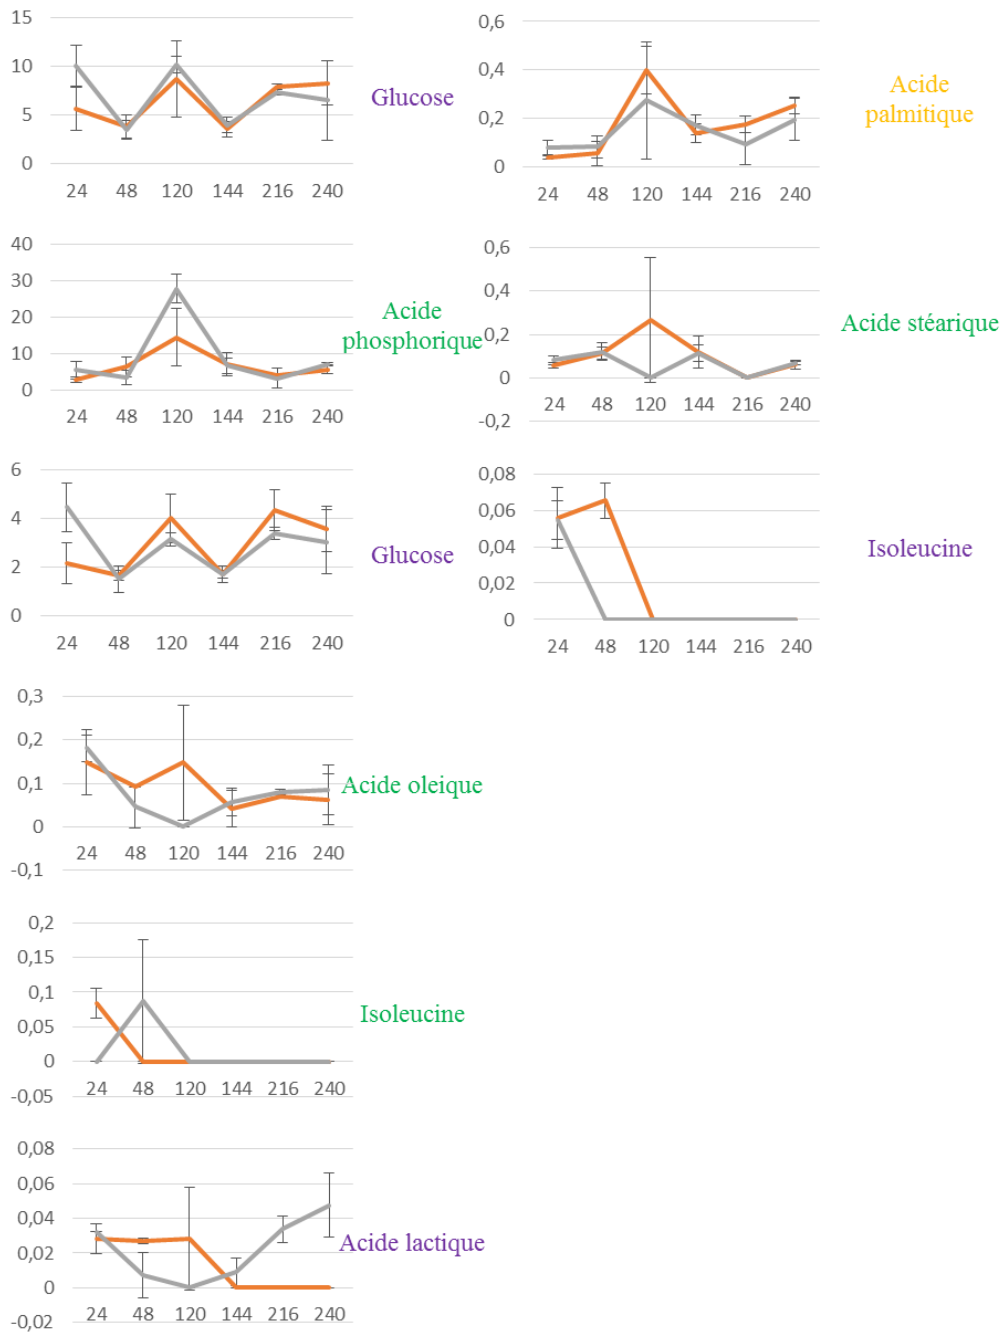 15
10
5
0
24 48 120 144 216 240
Glucose
0,6
0,4
0,2
0
24 48 120 144 216 240
Acide
palmitique
40
30
20
10
0
24 48 120 144 216 240
Acide
phosphorique
0,6
0,4
0,2
0
-0,2
24 48 120 144 216 240
Acide stéarique
6
4
2
0
24 48 120 144 216 240
Glucose
0,08
0,06
0,04
0,02
0
24 48 120 144 216 240
Isoleucine
0,3
0,2
0,1
0
-0,1
24 48 120 144 216 240
Acide oleique
0,2
0,15
0,1
0,05
0
-0,05
24 48 120 144 216 240
Isoleucine
0,08
0,06
0,04
0,02
0
-0,02
24 48 120 144 216 240
Acide lactique